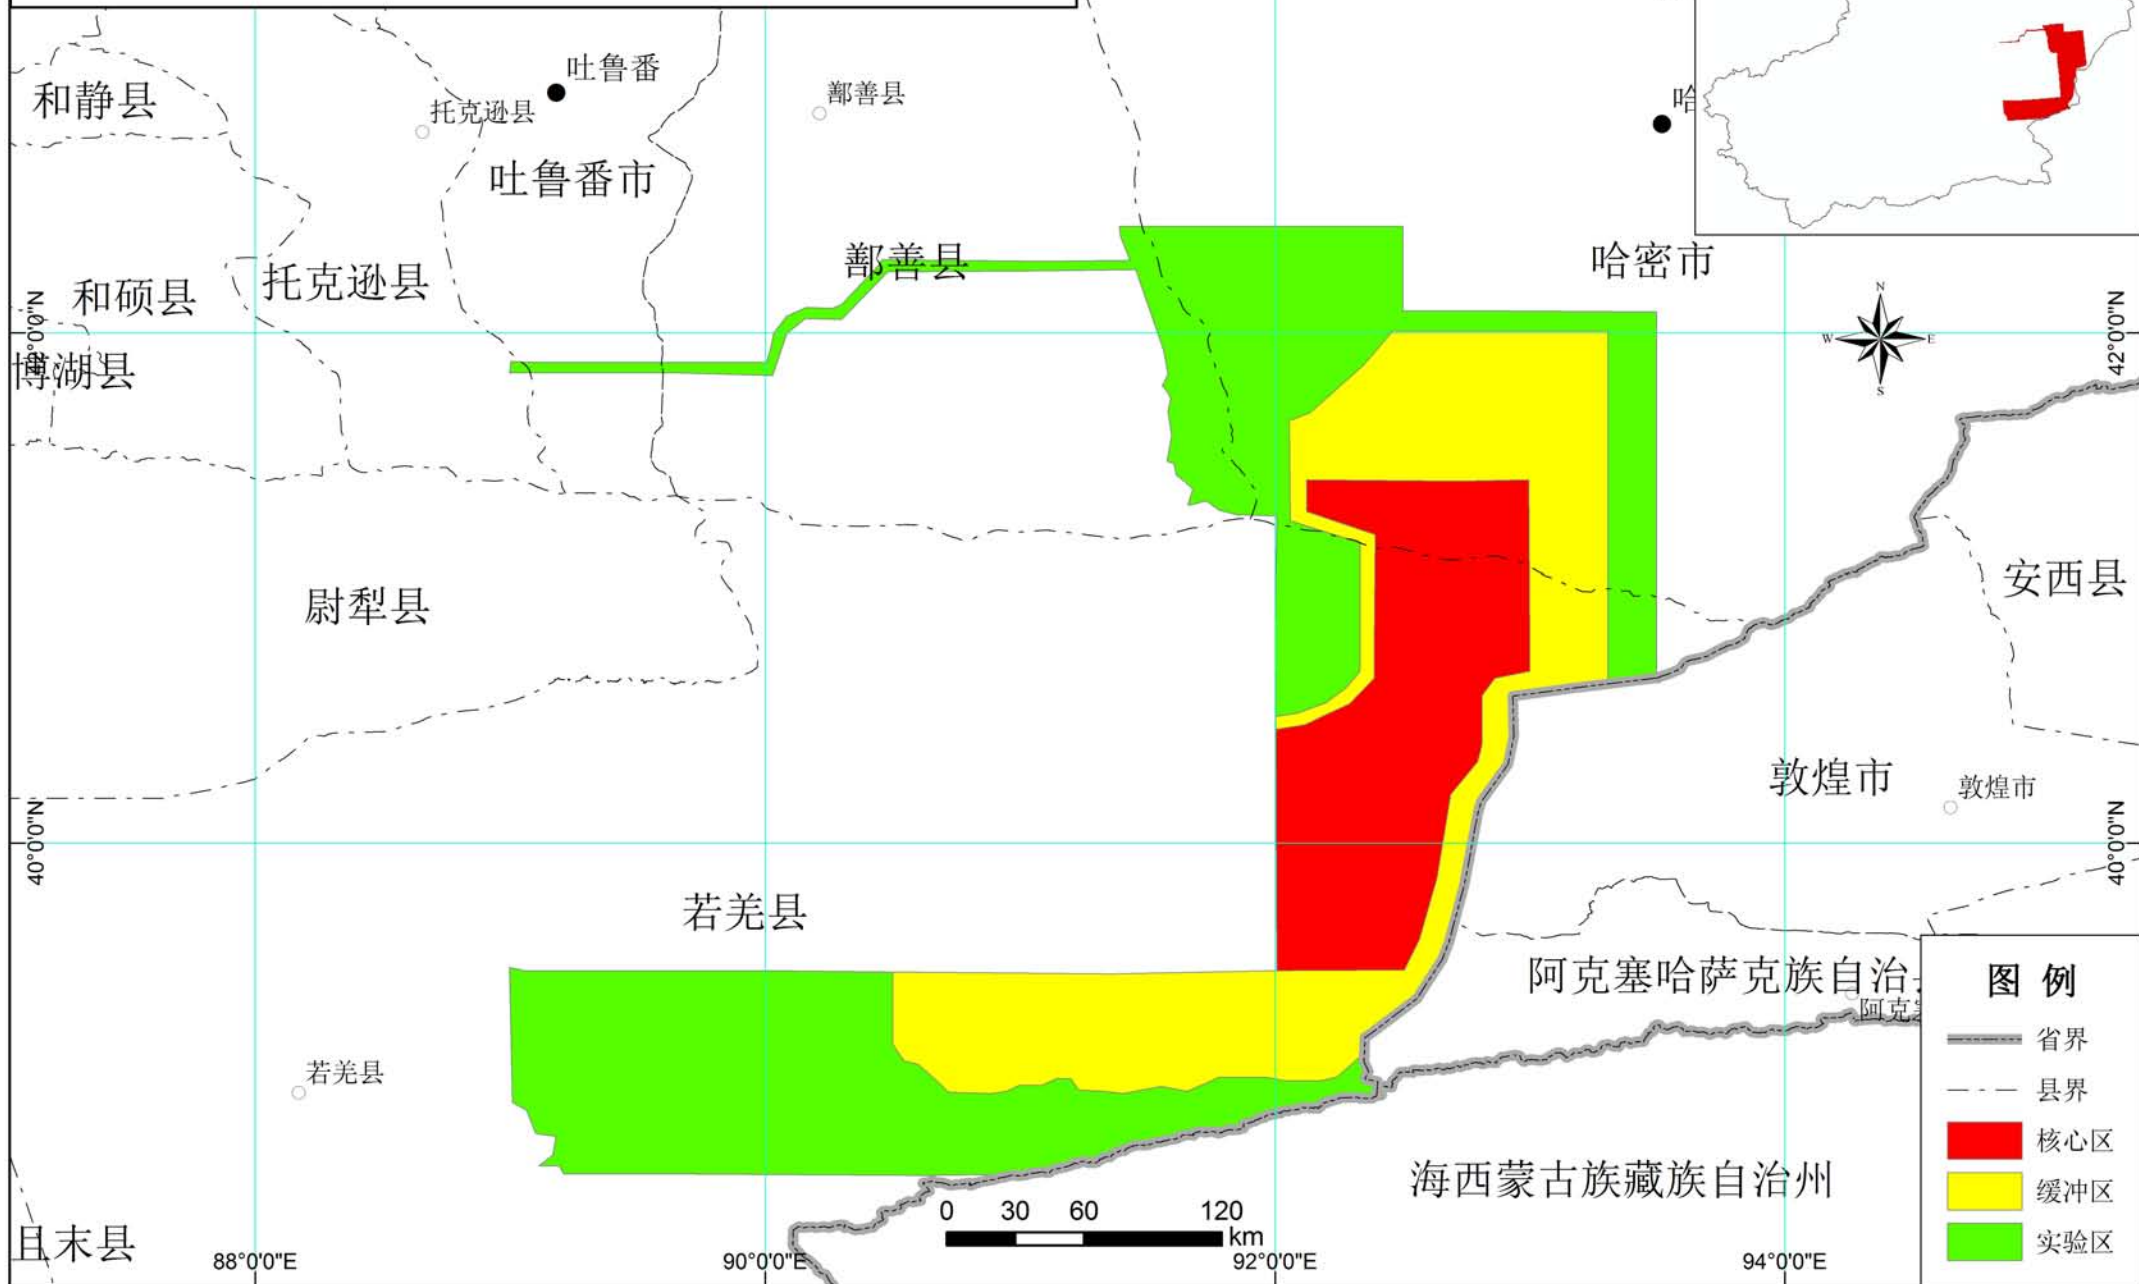 吐鲁番
哈
和静县
托克逊县
鄯善县
吐鲁番市
鄯善县
哈密市
托克逊县
和硕县
N
W
E
S
42°0'0"N
42°0'0"N
博湖县
安西县
尉犁县
敦煌市
敦煌市
40°0'0"N
40°0'0"N
若羌县
阿克塞哈萨克族自治
阿克
若羌县
图 例
省界
县界
核心区
缓冲区
实验区
海西蒙古族藏族自治州
且末县
0 30 60 120
km
88°0'0"E
90°0'0"E
92°0'0"E
94°0'0"E